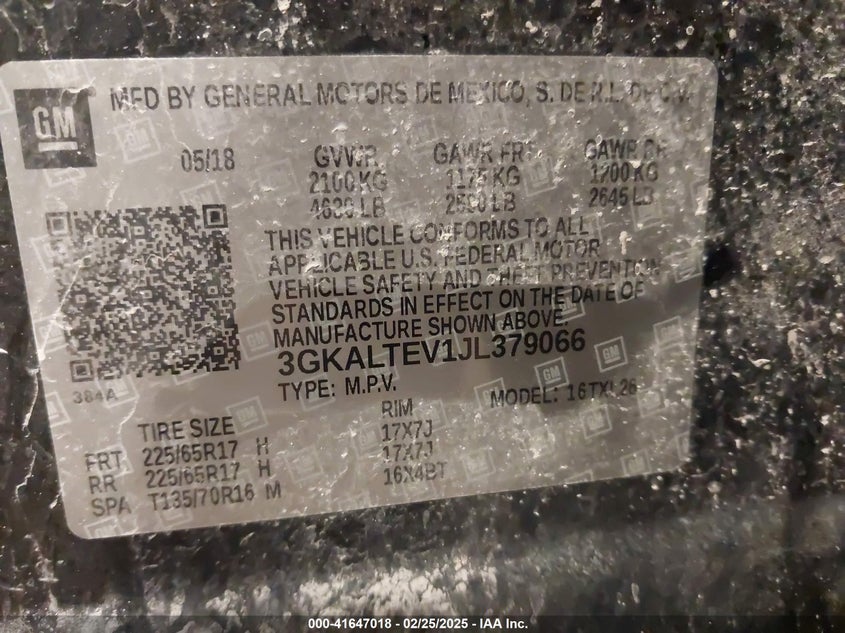 GM
MFD BY GENERAL MOTORS DE MEXICO, S. DE R.L. DE C.V.
05/18 GVWR GAWR FRT GAWR RR
2100 KG 1175 KG 1200 KG
LB LB 2645 LB
THIS VEHICLE CONFORMS TO ALL
APPLICABLE U.S. FEDERAL MOTOR
VEHICLE SAFETY AND THEFT PREVENTION
STANDARDS IN EFFECT ON THE DATE OF
MANUFACTURE SHOWN ABOVE.
3GKALTEV1JL379066
384A TYPE: M.P.V. MODEL: 16TXL26
TIRE SIZE RIM
FRT 225/65R17 H 17X7J
RR 225/65R17 H 17X7J
SPA T135/70R16 M 16X4BT
000-41647018 - 02/25/2025 - IAA Inc.